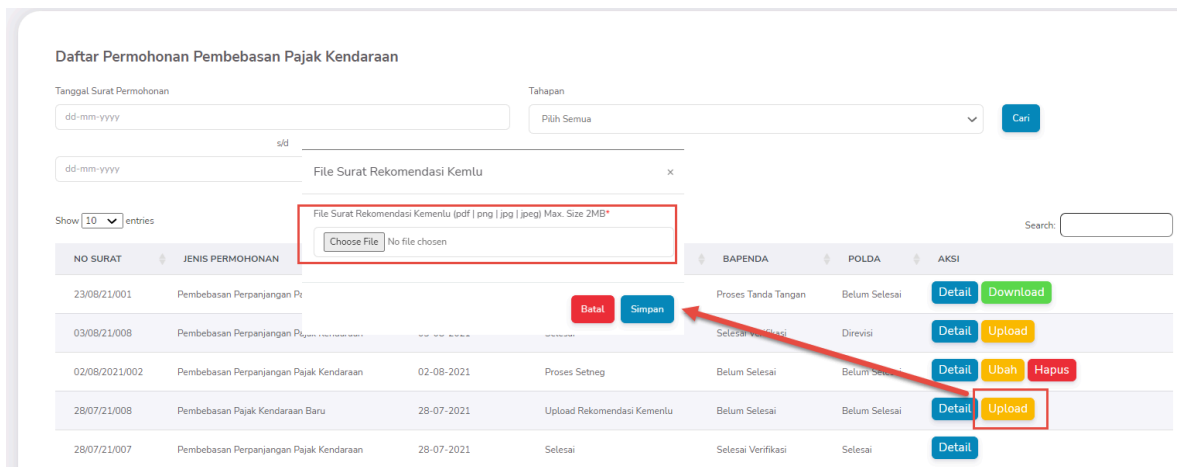 Daftar Permohonan Pembebasan Pajak Kendaraan
Tanggal Surat Permohonan Tahapan
dd-mm-yyyy Pilih Semua Cari
s/d
dd-mm-yyyy
File Surat Rekomendasi Kemlu ×
File Surat Rekomendasi Kemenlu (pdf | png | jpg | jpeg) Max. Size 2MB*
Choose File No file chosen
Batal Simpan
Show 10 entries Search:
NO SURAT JENIS PERMOHONAN BAPENDA POLDA AKSI
23/08/21/001 Pembebasan Perpanjangan Proses Tanda Tangan Belum Selesai Detail Download
03/08/21/008 Pembebasan Perpanjangan Pajak Kendaraan Selesai Verifikasi Direvisi Detail Upload
02/08/2021/002 Pembebasan Perpanjangan Pajak Kendaraan 02-08-2021 Proses Setneg Belum Selesai Belum Selesai Detail Ubah Hapus
28/07/21/008 Pembebasan Pajak Kendaraan Baru 28-07-2021 Upload Rekomendasi Kemenlu Belum Selesai Belum Selesai Detail Upload
28/07/21/007 Pembebasan Perpanjangan Pajak Kendaraan 28-07-2021 Selesai Selesai Verifikasi Selesai Detail